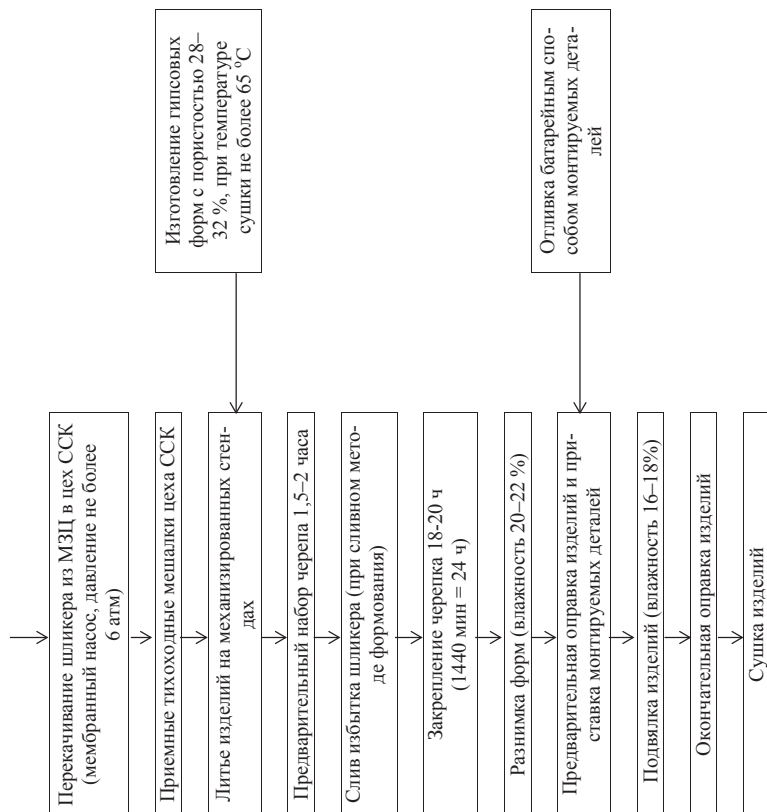 Перекачивание шликера из МЗЦ в цех ССК
(мембранный насос, давление не более
6 атм)
Приемные тихоходные мешалки цеха ССК
Изготовление гипсовых
форм с пористостью 28–
32 %, при температуре
сушки не более 65 °С
Литье изделий на механизированных стен-
дах
Предварительный набор черепа 1,5–2 часа
Слив избытка шликера (при сливном мето-
де формования)
Закрепление черепка 18-20 ч
(1440 мин = 24 ч)
Разнимка форм (влажность 20–22 %)
Отливка батарейным спо-
собом монтируемых дета-
лей
Предварительная оправка изделий и при-
ставка монтируемых деталей
Подвялка изделий (влажность 16–18%)
Окончательная оправка изделий
Сушка изделий